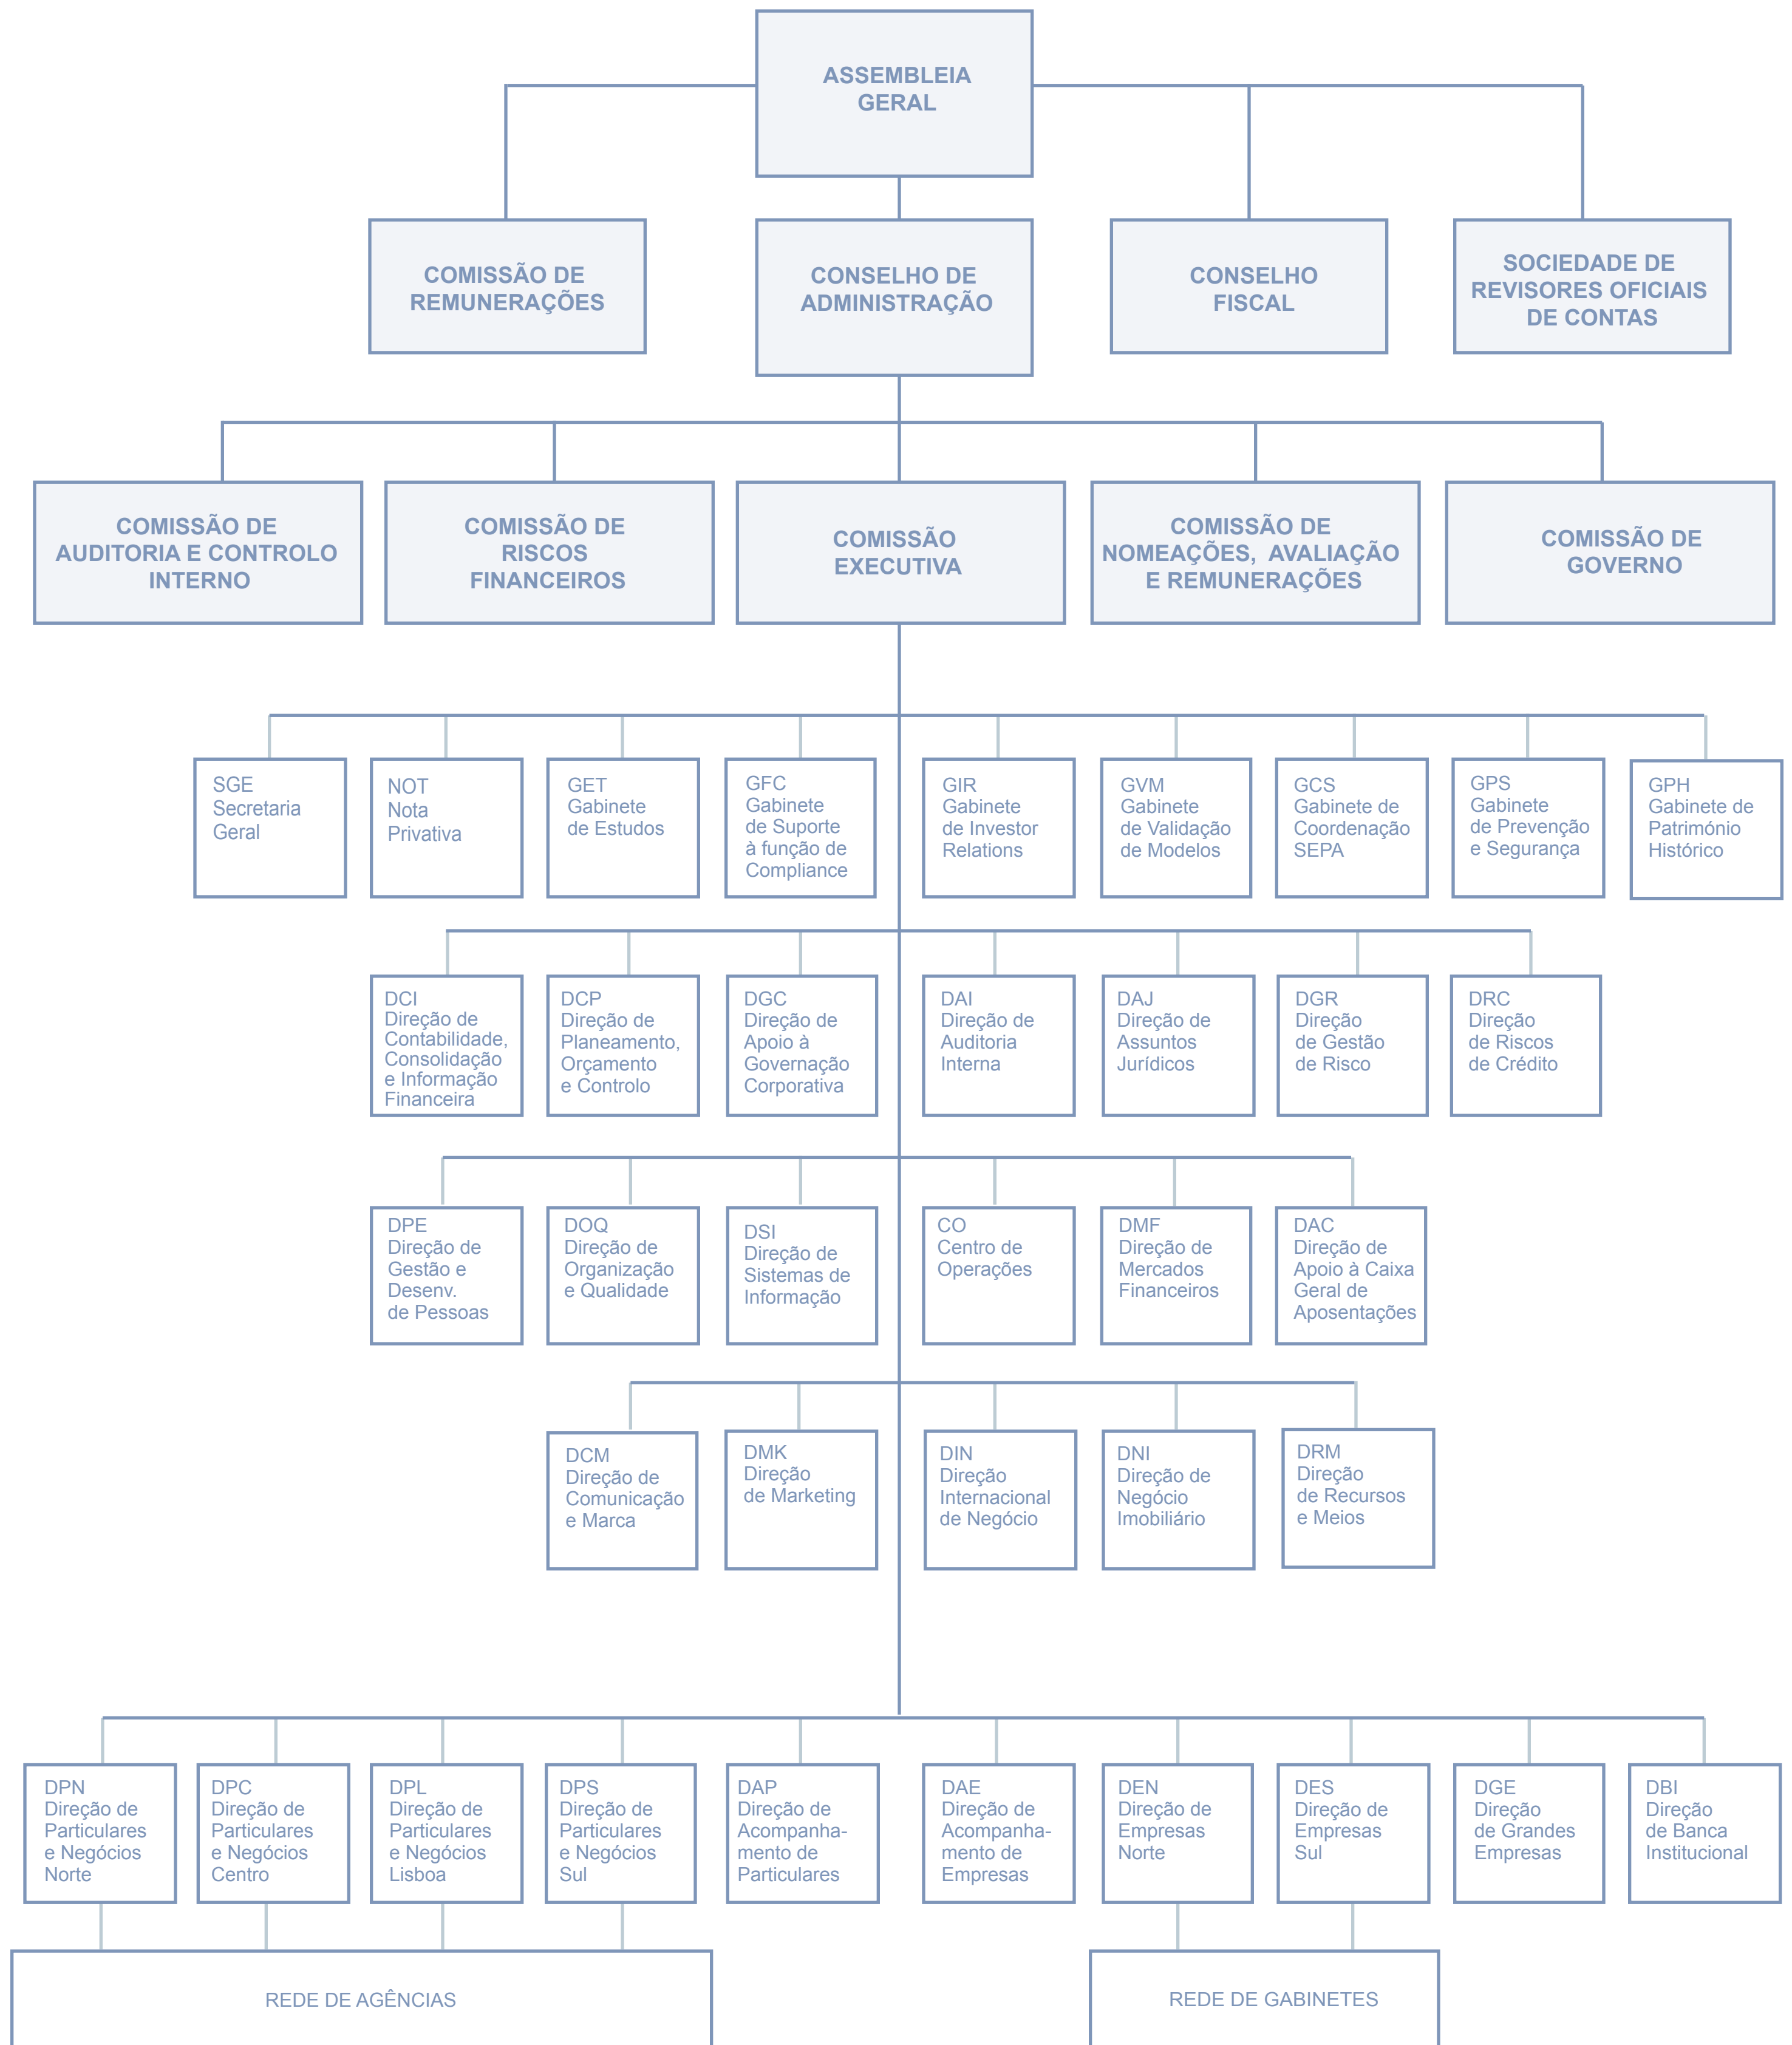 ASSEMBLEIA
GERAL
COMISSÃO DE
REMUNERAÇÕES
CONSELHO DE
ADMINISTRAÇÃO
CONSELHO
FISCAL
SOCIEDADE DE
REVISORES OFICIAIS
DE CONTAS
COMISSÃO DE
AUDITORIA E CONTROLO
INTERNO
COMISSÃO DE
RISCOS
FINANCEIROS
COMISSÃO
EXECUTIVA
COMISSÃO DE
NOMEAÇÕES, AVALIAÇÃO
E REMUNERAÇÕES
COMISSÃO DE
GOVERNO
SGE
Secretaria
Geral
NOT
Nota
Privativa
GET
Gabinete
de Estudos
GFC
Gabinete
de Suporte
à função de
Compliance
GIR
Gabinete
de Investor
Relations
GVM
Gabinete
de Validação
de Modelos
GCS
Gabinete de
Coordenação
SEPA
GPS
Gabinete
de Prevenção
e Segurança
GPH
Gabinete de
Património
Histórico
DCI
Direção de
Contabilidade,
Consolidação
e Informação
Financeira
DCP
Direção de
Planeamento,
Orçamento
e Controlo
DGC
Direção de
Apoio à
Governação
Corporativa
DAI
Direção de
Auditoria
Interna
DAJ
Direção de
Assuntos
Jurídicos
DGR
Direção
de Gestão
de Risco
DRC
Direção
de Riscos
de Crédito
DPE
Direção de
Gestão e
Desenv.
de Pessoas
DOQ
Direção de
Organização
e Qualidade
DSI
Direção de
Sistemas de
Informação
CO
Centro de
Operações
DMF
Direção de
Mercados
Financeiros
DAC
Direção de
Apoio à Caixa
Geral de
Aposentações
DCM
Direção de
Comunicação
e Marca
DMK
Direção
de Marketing
DIN
Direção
Internacional
de Negócio
DNI
Direção de
Negócio
Imobiliário
DRM
Direção
de Recursos
e Meios
DPN
Direção de
Particulares
e Negócios
Norte
DPC
Direção de
Particulares
e Negócios
Centro
DPL
Direção de
Particulares
e Negócios
Lisboa
DPS
Direção de
Particulares
e Negócios
Sul
DAP
Direção de
Acompanha-
mento de
Particulares
DAE
Direção de
Acompanha-
mento de
Empresas
DEN
Direção de
Empresas
Norte
DES
Direção de
Empresas
Sul
DGE
Direção
de Grandes
Empresas
DBI
Direção
de Banca
Institucional
REDE DE AGÊNCIAS
REDE DE GABINETES